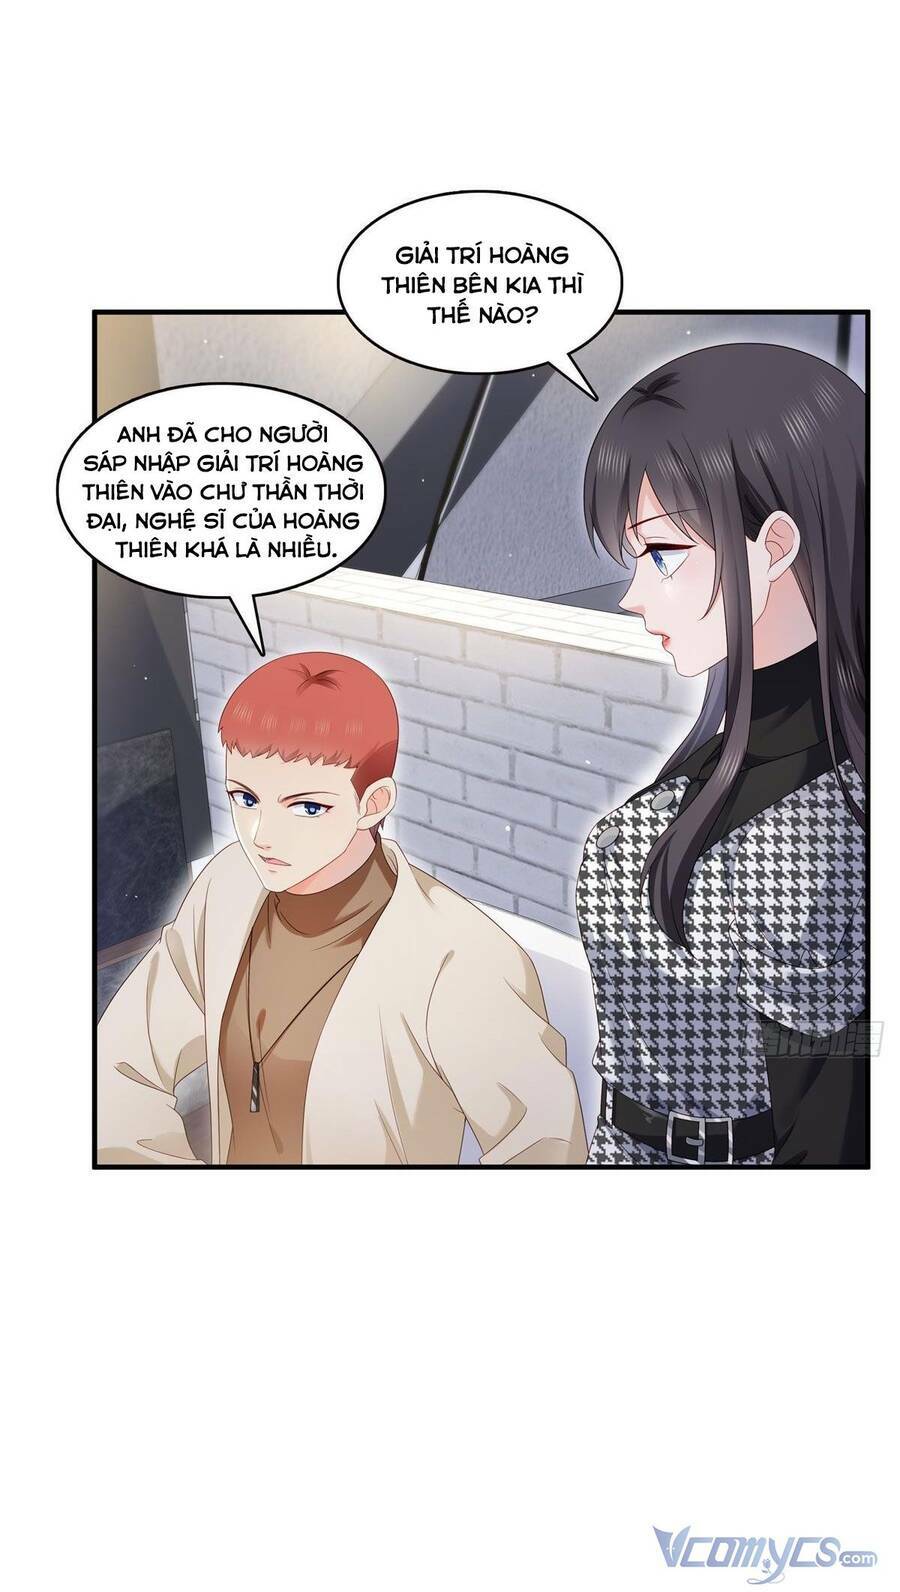 GIẢI TRÍ HOÀNG
THIÊN BÊN KIA THÌ
THẾ NÀO?
ANH ĐÃ CHO NGƯỜI
SÁP NHẬP GIẢI TRÍ HOÀNG
THIÊN VÀO CHƯ THẦN THỜI
ĐẠI, NGHỆ SĨ CỦA HOÀNG
THIÊN KHÁ LÀ NHIỀU.
VCOMYCS.com